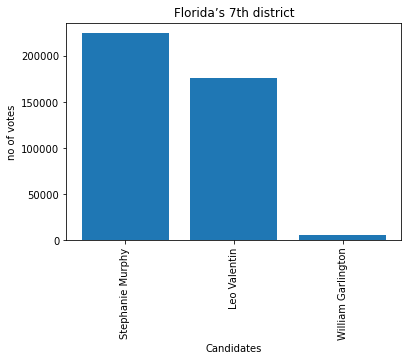 Florida’s 7th district
no of votes
200000
150000
100000
50000
0
Stephanie Murphy
Leo Valentin
William Garlington
Candidates